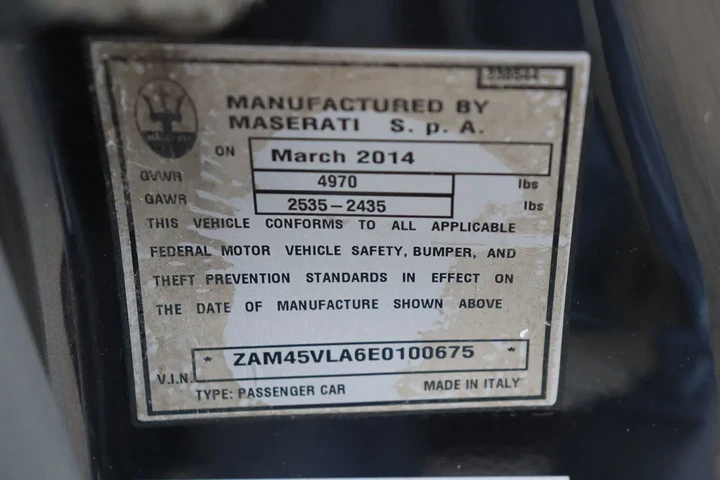 MANUFACTURED BY
MASERATI S. p. A.
ON March 2014
GVWR 4970 lbs
GAWR 2535-2435 lbs
THIS VEHICLE CONFORMS TO ALL APPLICABLE
FEDERAL MOTOR VEHICLE SAFETY, BUMPER, AND
THEFT PREVENTION STANDARDS IN EFFECT ON
THE DATE OF MANUFACTURE SHOWN ABOVE
V.I.N. * ZAM45VLA6E0100675 *
TYPE: PASSENGER CAR MADE IN ITALY